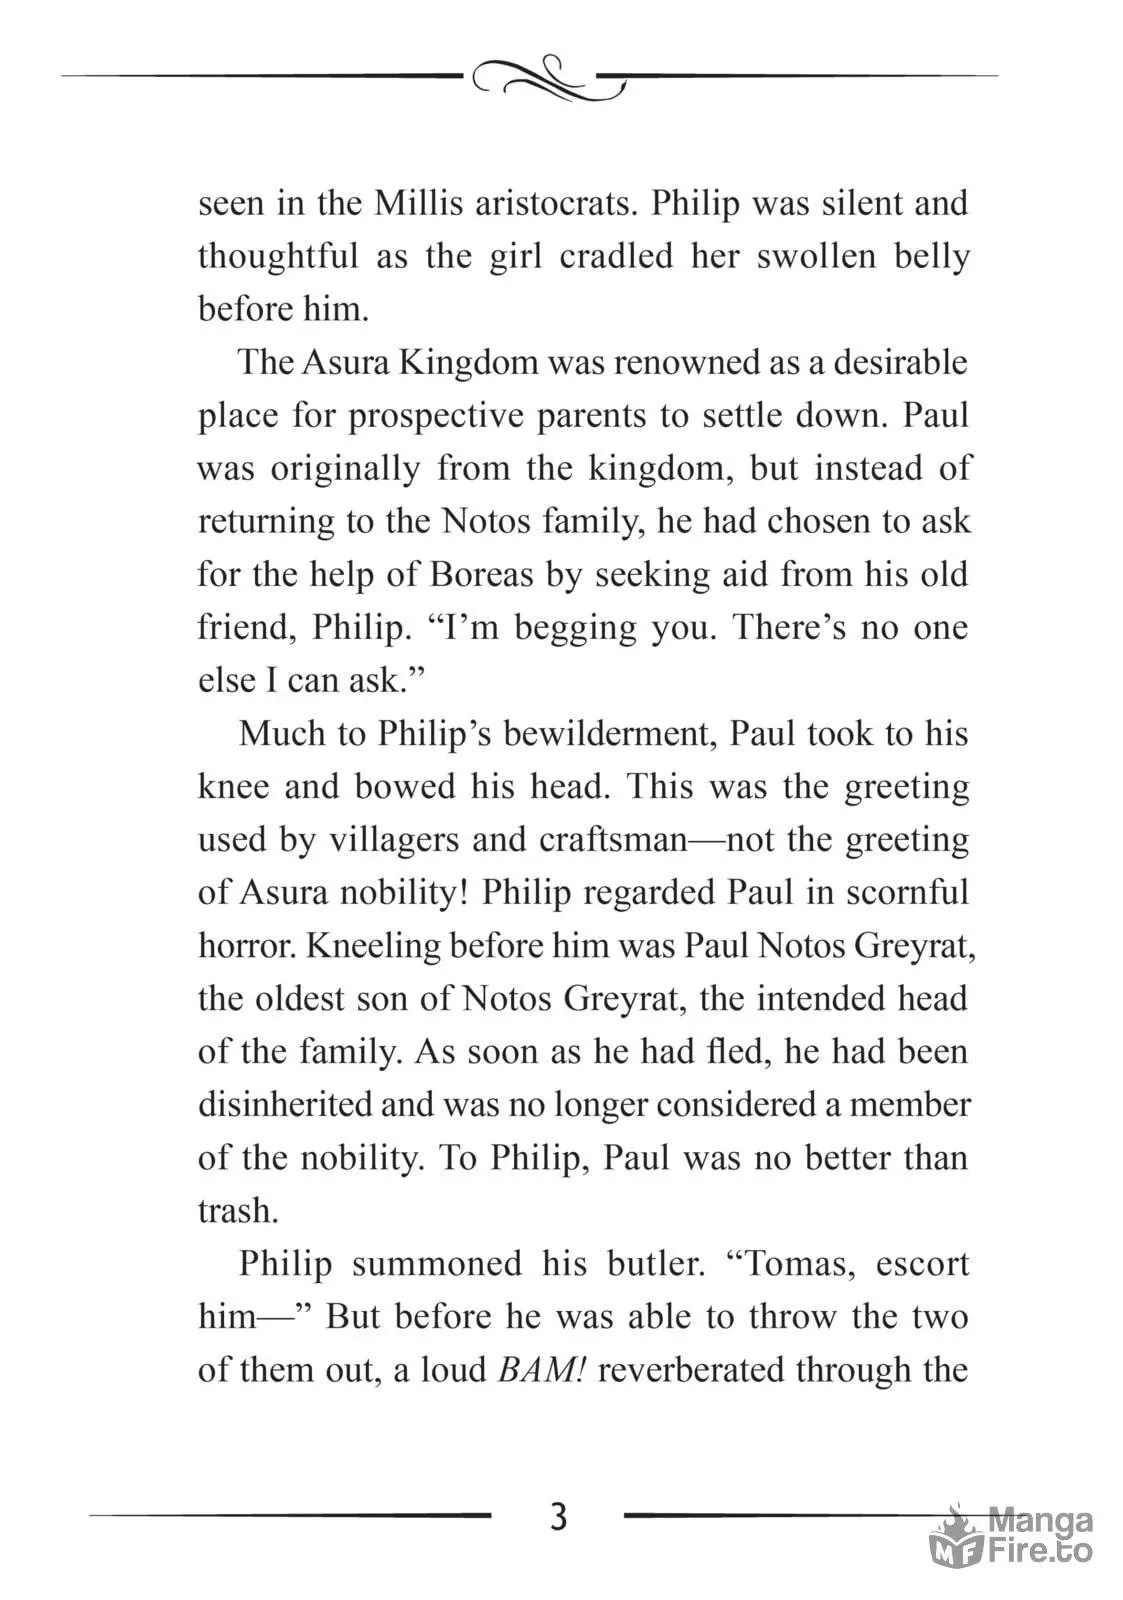 seen in the Millis aristocrats. Philip was silent and
thoughtful as the girl cradled her swollen belly
before him.
The Asura Kingdom was renowned as a desirable
place for prospective parents to settle down. Paul
was originally from the kingdom, but instead of
returning to the Notos family, he had chosen to ask
for the help of Boreas by seeking aid from his old
friend, Philip. “I’m begging you. There’s no one
else I can ask.”
Much to Philip’s bewilderment, Paul took to his
knee and bowed his head. This was the greeting
used by villagers and craftsman—not the greeting
of Asura nobility! Philip regarded Paul in scornful
horror. Kneeling before him was Paul Notos Greyrat,
the oldest son of Notos Greyrat, the intended head
of the family. As soon as he had fled, he had been
disinherited and was no longer considered a member
of the nobility. To Philip, Paul was no better than
trash.
Philip summoned his butler. “Tomas, escort
him—” But before he was able to throw the two
of them out, a loud BAM! reverberated through the
3
Manga
MF Fire.to